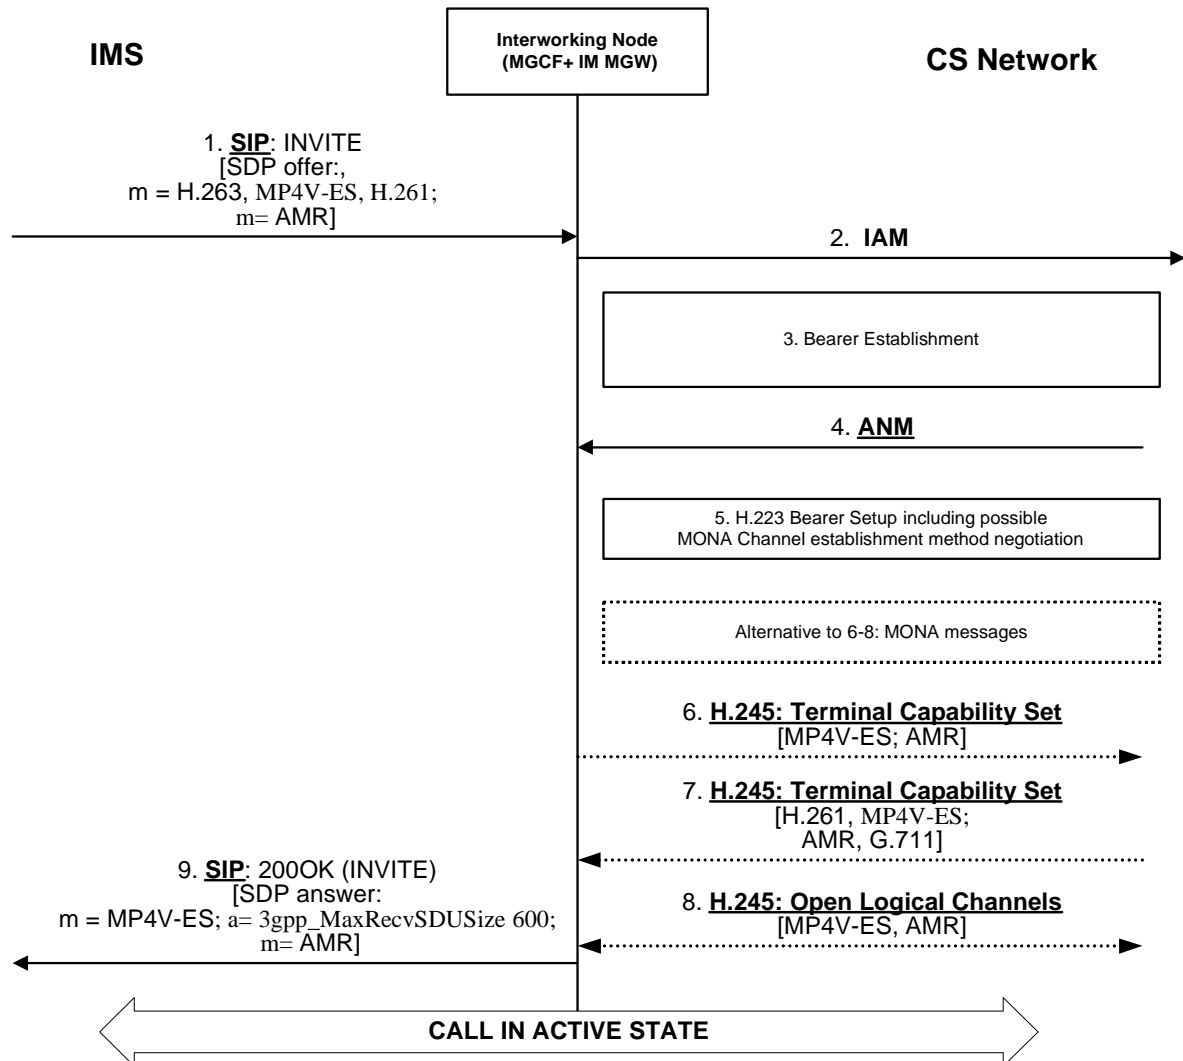 IMS
Interworking Node
(MGCF+ IM MGW)
CS Network
1. SIP: INVITE
[SDP offer:,
m = H.263, MP4V-ES, H.261;
m= AMR]
2. IAM
3. Bearer Establishment
4. ANM
5. H.223 Bearer Setup including possible
MONA Channel establishment method negotiation
Alternative to 6-8: MONA messages
6. H.245: Terminal Capability Set
[MP4V-ES; AMR]
7. H.245: Terminal Capability Set
[H.261, MP4V-ES;
AMR, G.711]
8. H.245: Open Logical Channels
[MP4V-ES, AMR]
9. SIP: 200OK (INVITE)
[SDP answer:
m = MP4V-ES; a= 3gpp_MaxRecvSDUSize 600;
m= AMR]
CALL IN ACTIVE STATE